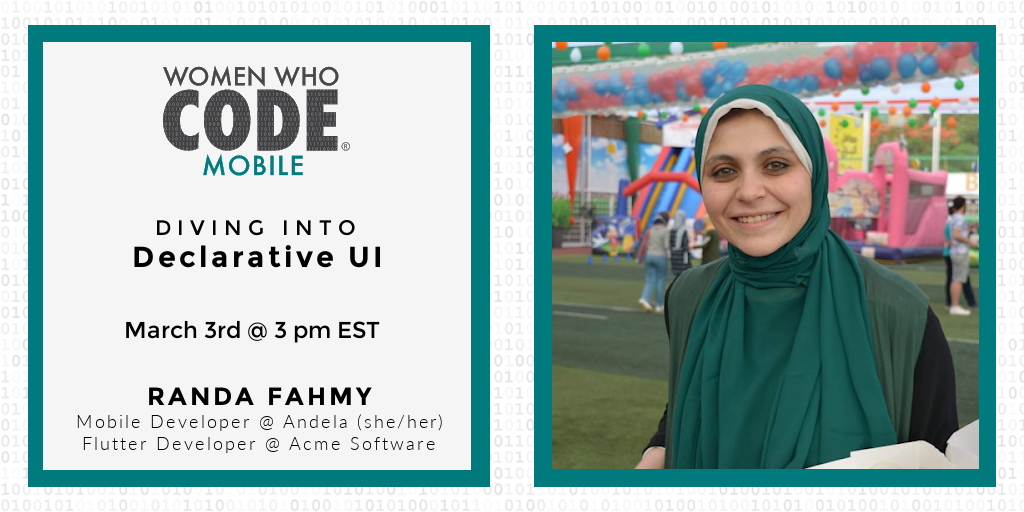 WOMEN WHO
CODE®
MOBILE
DIVING INTO
Declarative UI
March 3rd @ 3 pm EST
RANDA FAHMY
Mobile Developer @ Andela (she/her)
Flutter Developer @ Acme Software